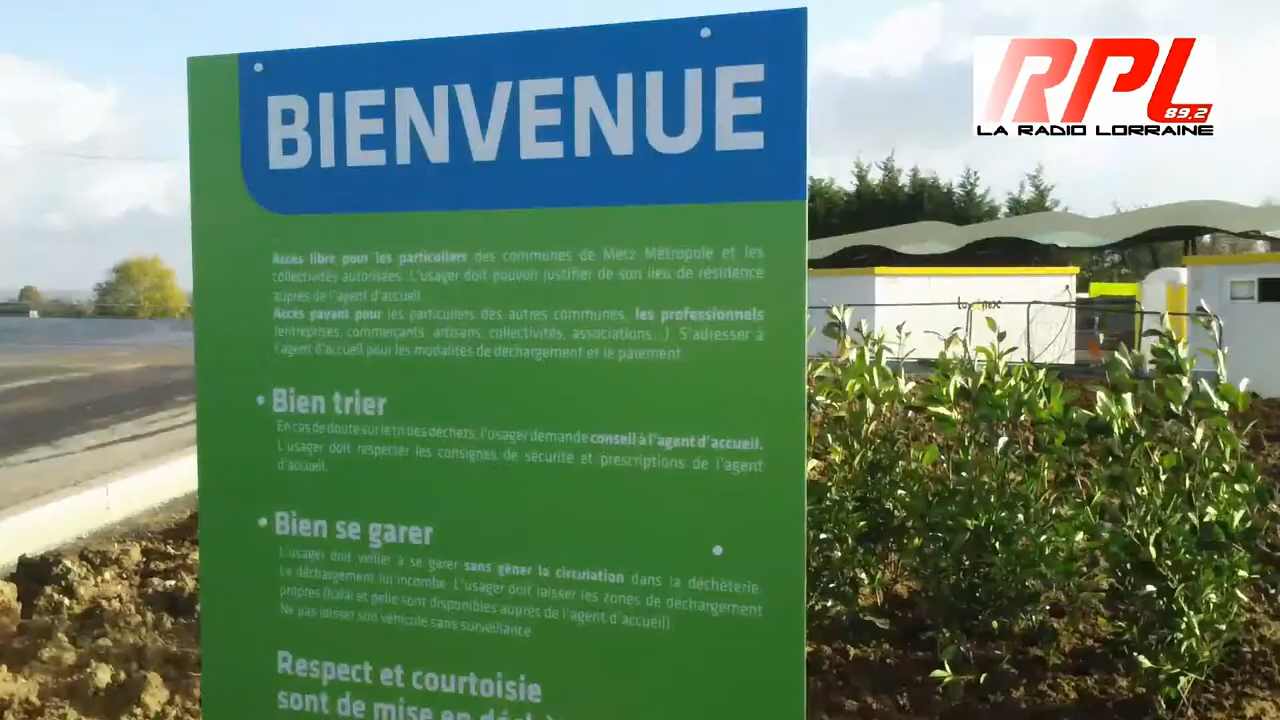 BIENVENUE
RPL
89.2
LA RADIO LORRAINE
Accès libre pour les particuliers des communes de Metz Métropole et les
collectivités autorisées. L'usager doit pouvoir justifier de son lieu de résidence
auprès de l'agent d'accueil.
Accès payant pour les particuliers des autres communes, les professionnels
(entreprises, commerçants, artisans, collectivités, associations...). S'adresser à
l'agent d'accueil pour les modalités de déchargement et le paiement.
• Bien trier
En cas de doute sur le tri des déchets, l'usager demande conseil à l'agent d'accueil.
L'usager doit respecter les consignes de sécurité et prescriptions de l'agent
d'accueil.
• Bien se garer
L'usager doit veiller à se garer sans gêner la circulation dans la déchèterie.
Le déchargement lui incombe. L'usager doit laisser les zones de déchargement
propres (balai et pelle sont disponibles auprès de l'agent d'accueil).
Ne pas laisser son véhicule sans surveillance.
Respect et courtoisie
sont de mise en